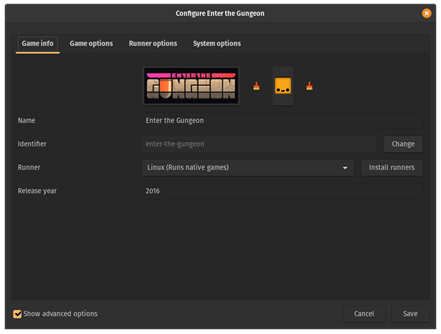 Configure Enter the Gungeon
Game info Game options Runner options System options
ENTER THE
GUNGEON
Name Enter the Gungeon
Identifier enter-the-gungeon Change
Runner Linux (Runs native games) Install runners
Release year 2016
Show advanced options Cancel Save